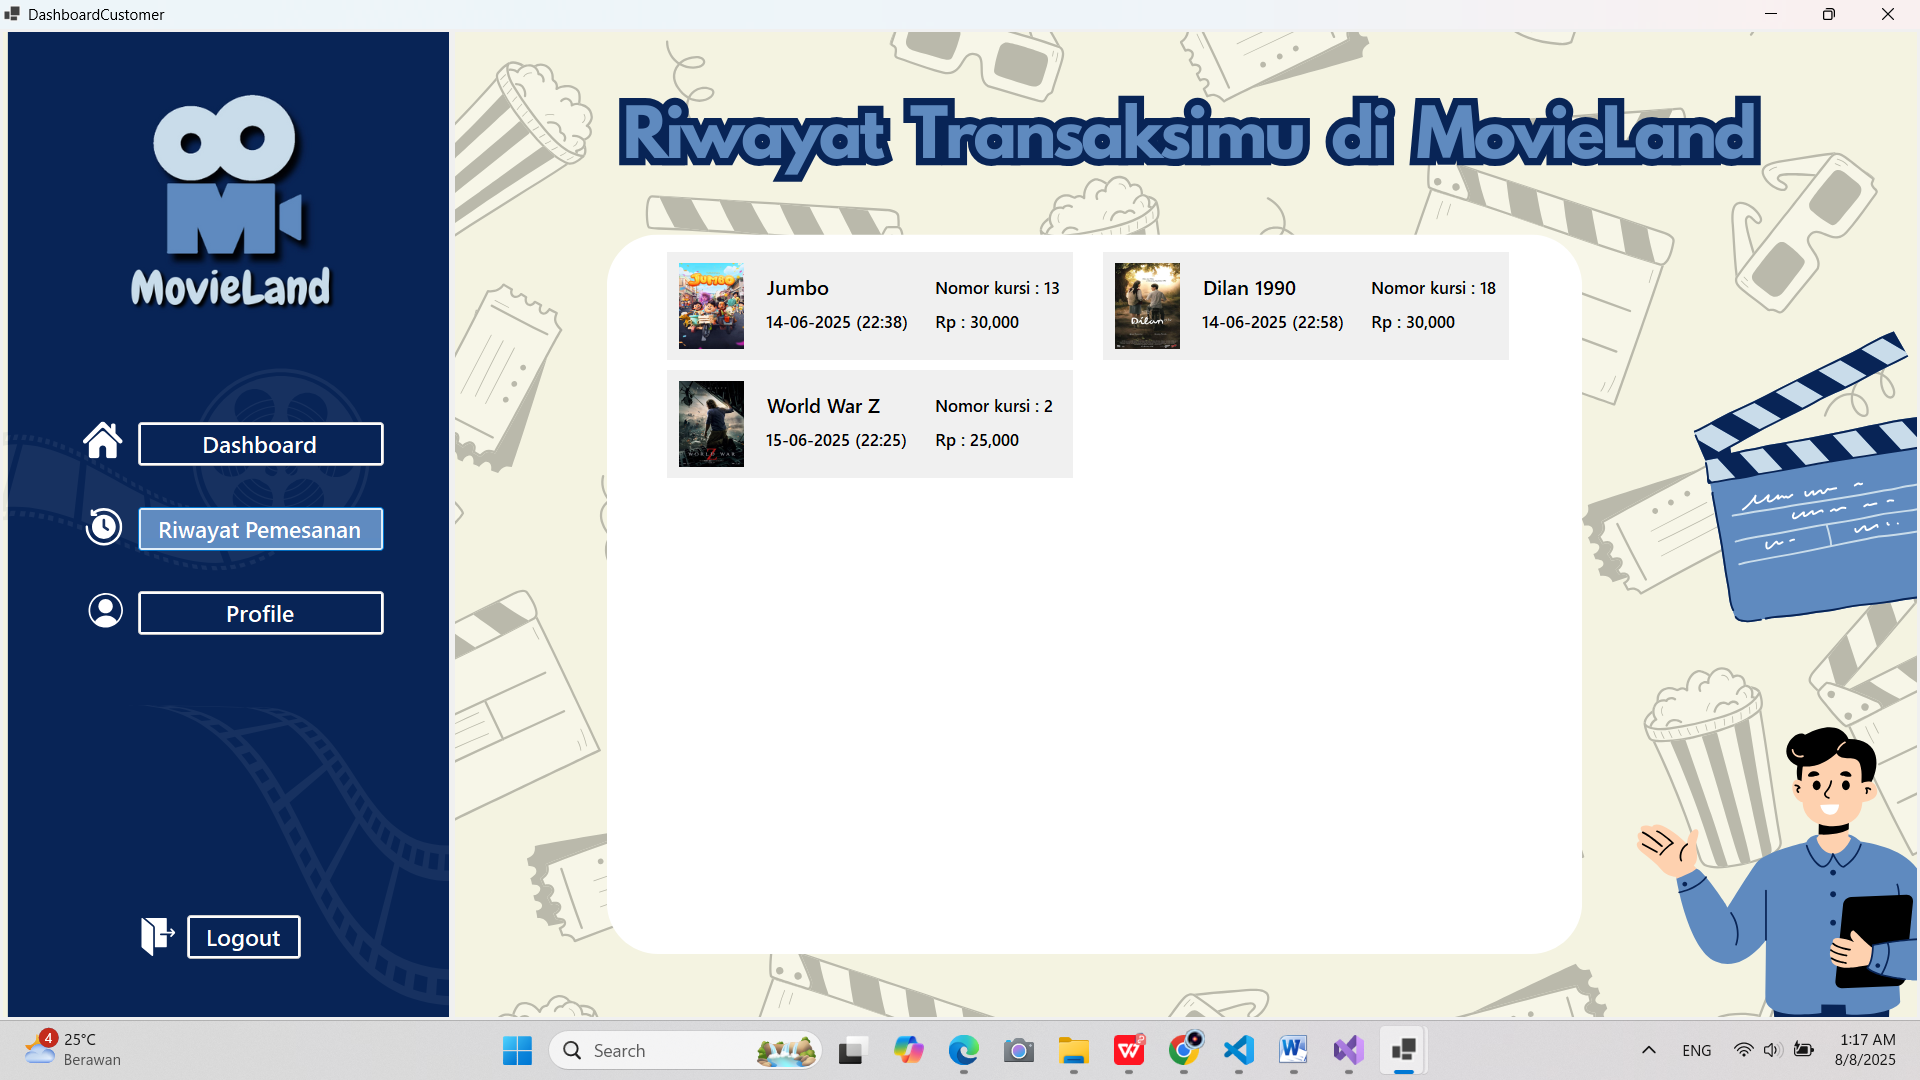 DashboardCustomer
MovieLand
Dashboard
Riwayat Pemesanan
Profile
Logout
Riwayat Transaksimu di MovieLand
JUMBO
Jumbo
Nomor kursi : 13
14-06-2025 (22:38)
Rp : 30,000
Dilan
Dilan 1990
Nomor kursi : 18
14-06-2025 (22:58)
Rp : 30,000
WORLD WAR Z
World War Z
Nomor kursi : 2
15-06-2025 (22:25)
Rp : 25,000
4
25°C
Berawan
Search
ENG
1:17 AM
8/8/2025